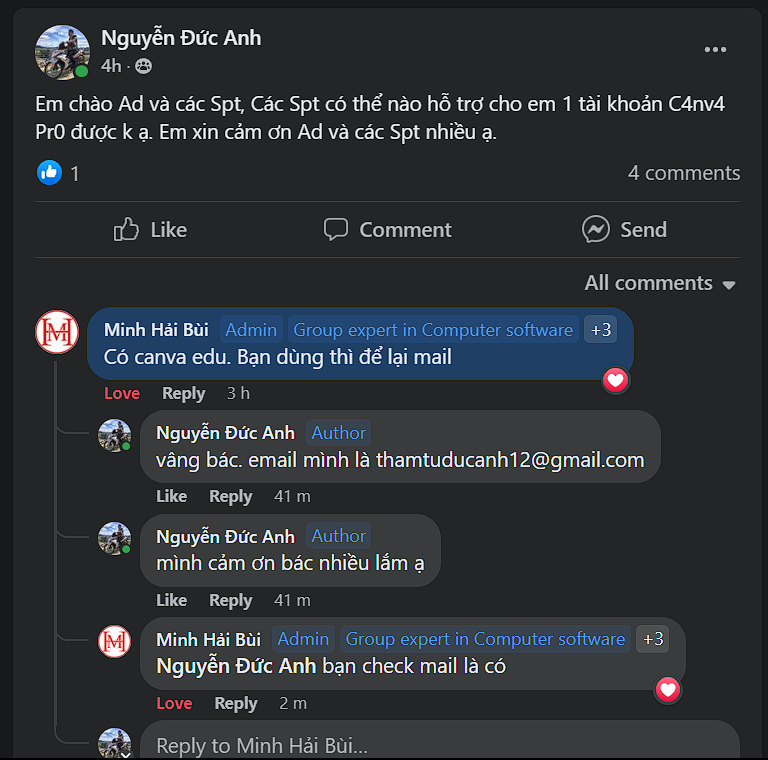 Nguyễn Đức Anh
4h ·
Em chào Ad và các Spt, Các Spt có thể nào hỗ trợ cho em 1 tài khoản C4nv4
Pr0 được k ạ. Em xin cảm ơn Ad và các Spt nhiều ạ.
1
4 comments
Like Comment Send
All comments
Minh Hải Bùi Admin Group expert in Computer software +3
Có canva edu. Bạn dùng thì để lại mail
Love Reply 3 h
Nguyễn Đức Anh Author
vâng bác. email mình là thamtuducanh12@gmail.com
Like Reply 41 m
Nguyễn Đức Anh Author
mình cảm ơn bác nhiều lắm ạ
Like Reply 41 m
Minh Hải Bùi Admin Group expert in Computer software +3
Nguyễn Đức Anh bạn check mail là có
Love Reply 2 m
Reply to Minh Hải Bùi...